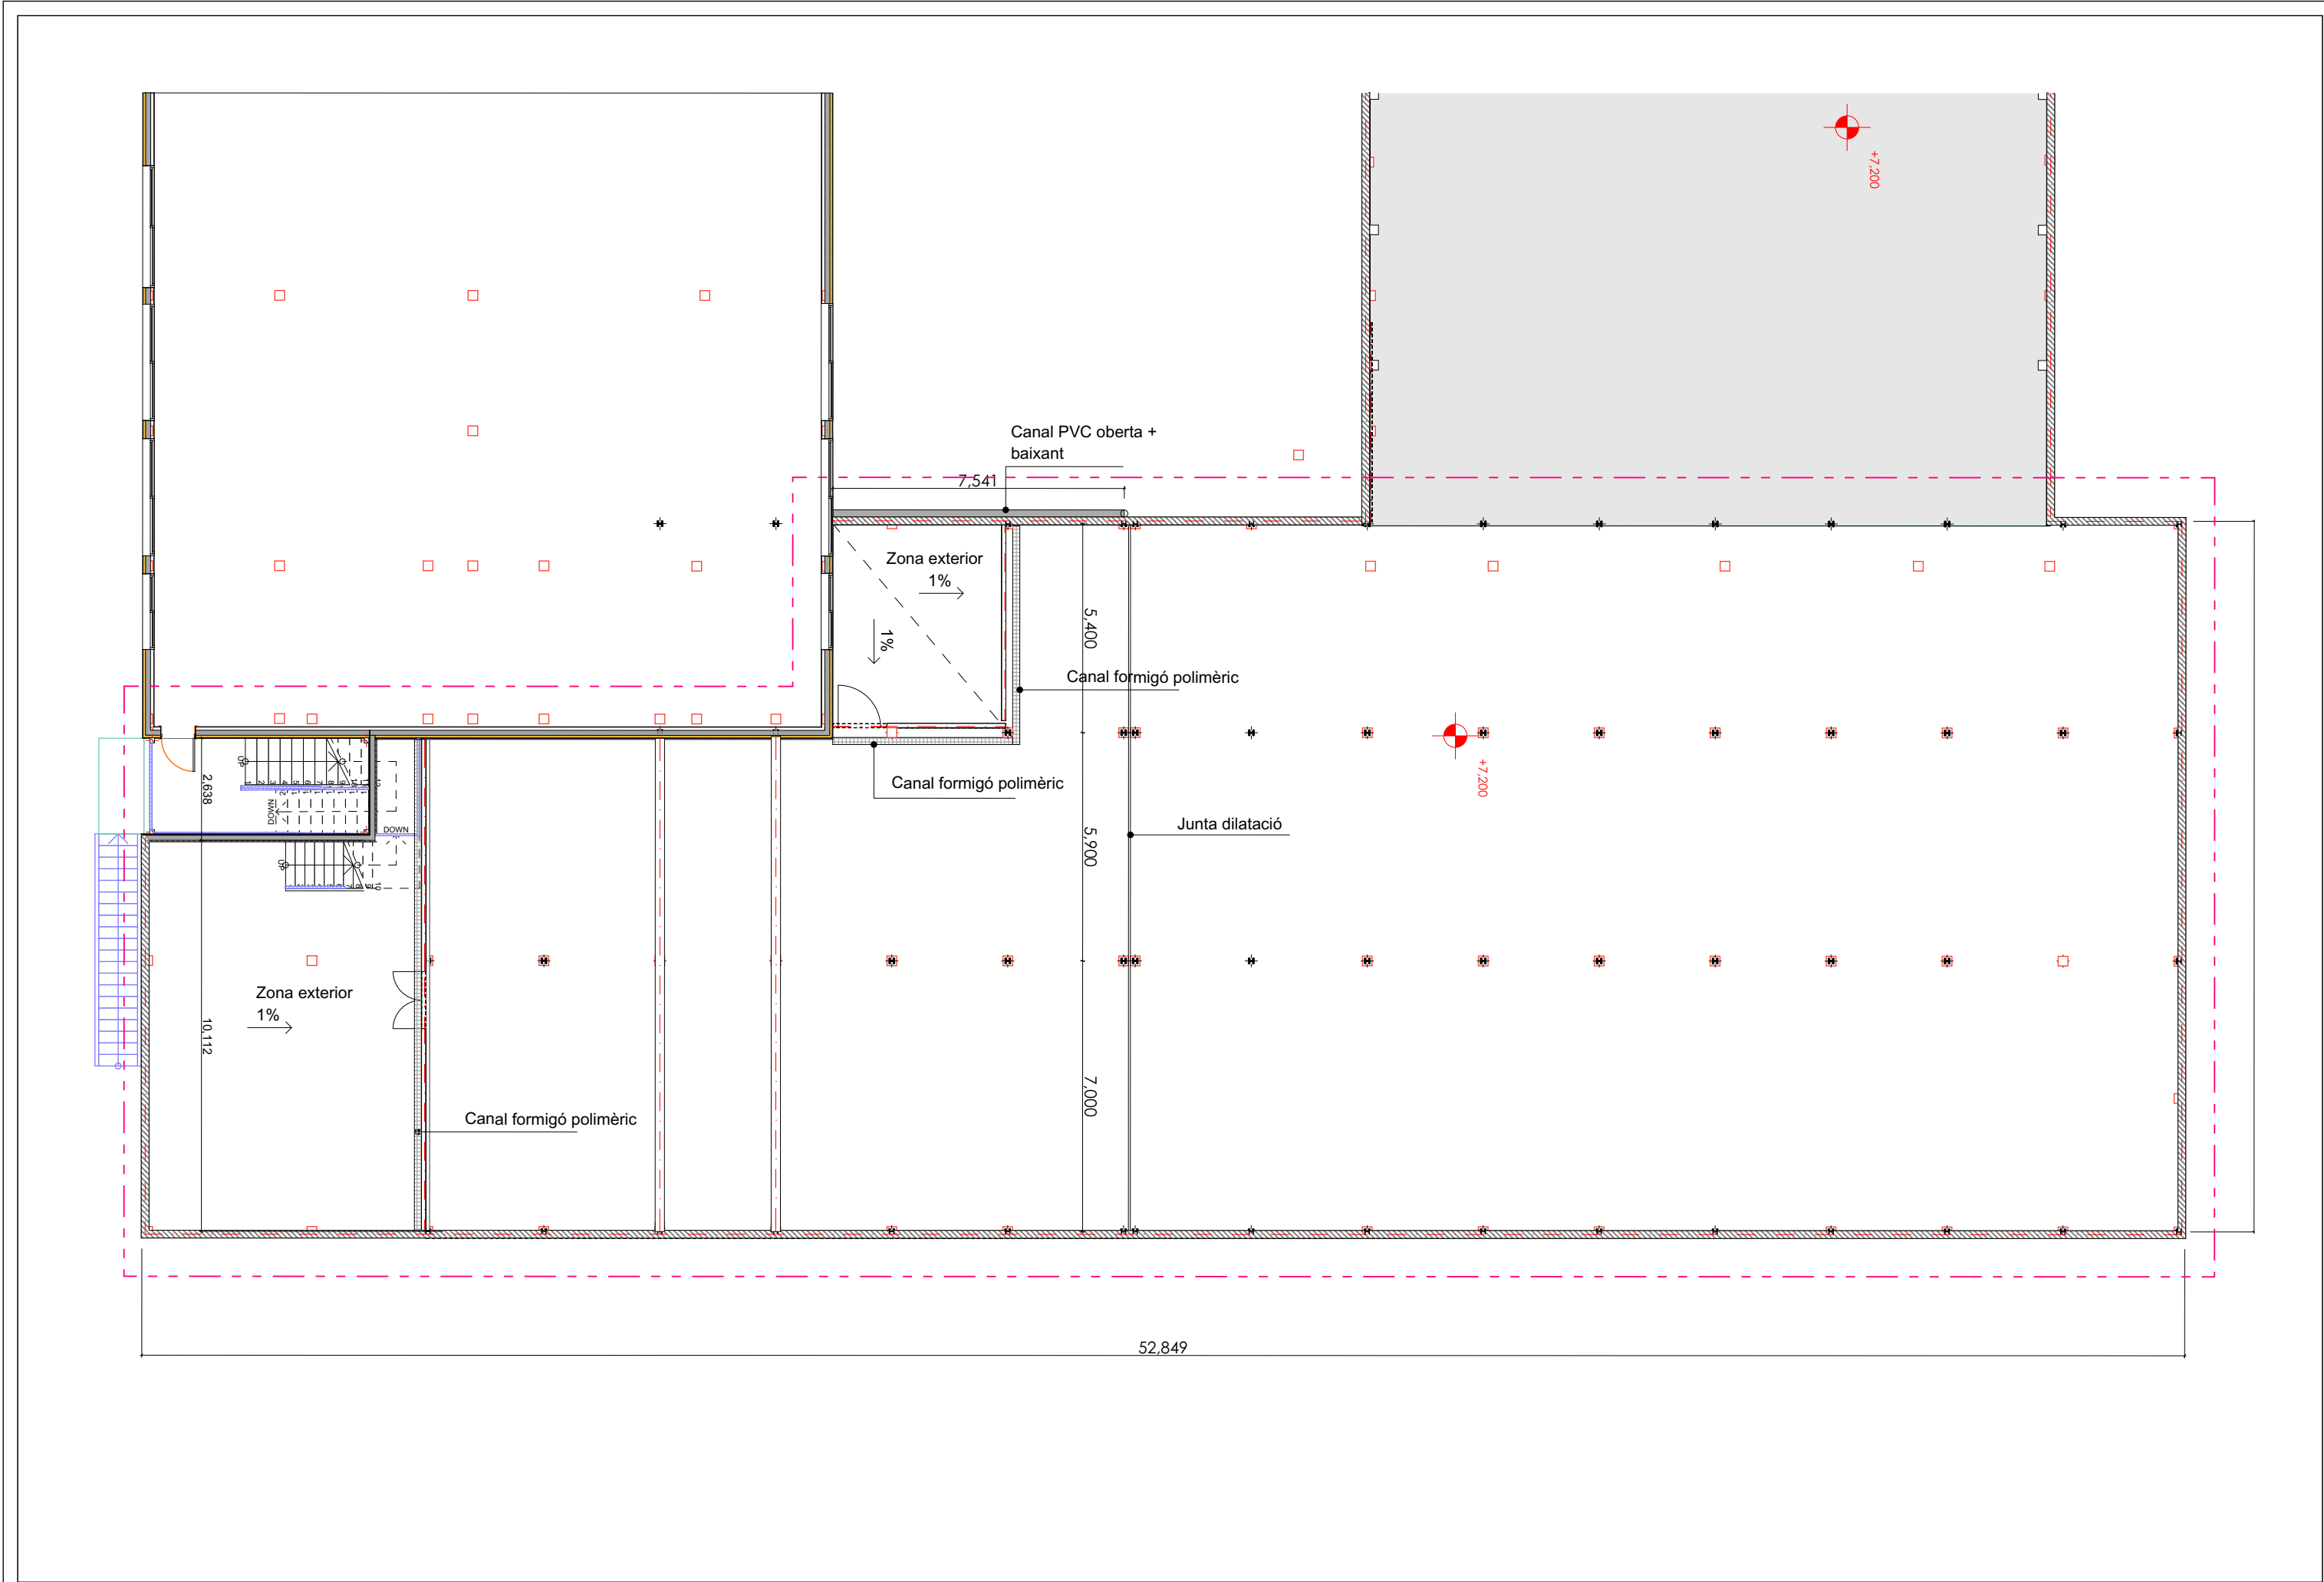 +7,200
Canal PVC oberta +
baixant
7,541
Zona exterior
1%
1%
5,400
Canal formigó polimèric
Canal formigó polimèric
+7,200
2,638
UP
DOWN
DOWN
UP
Junta dilatació
5,900
Zona exterior
1%
10,112
7,000
Canal formigó polimèric
52,849